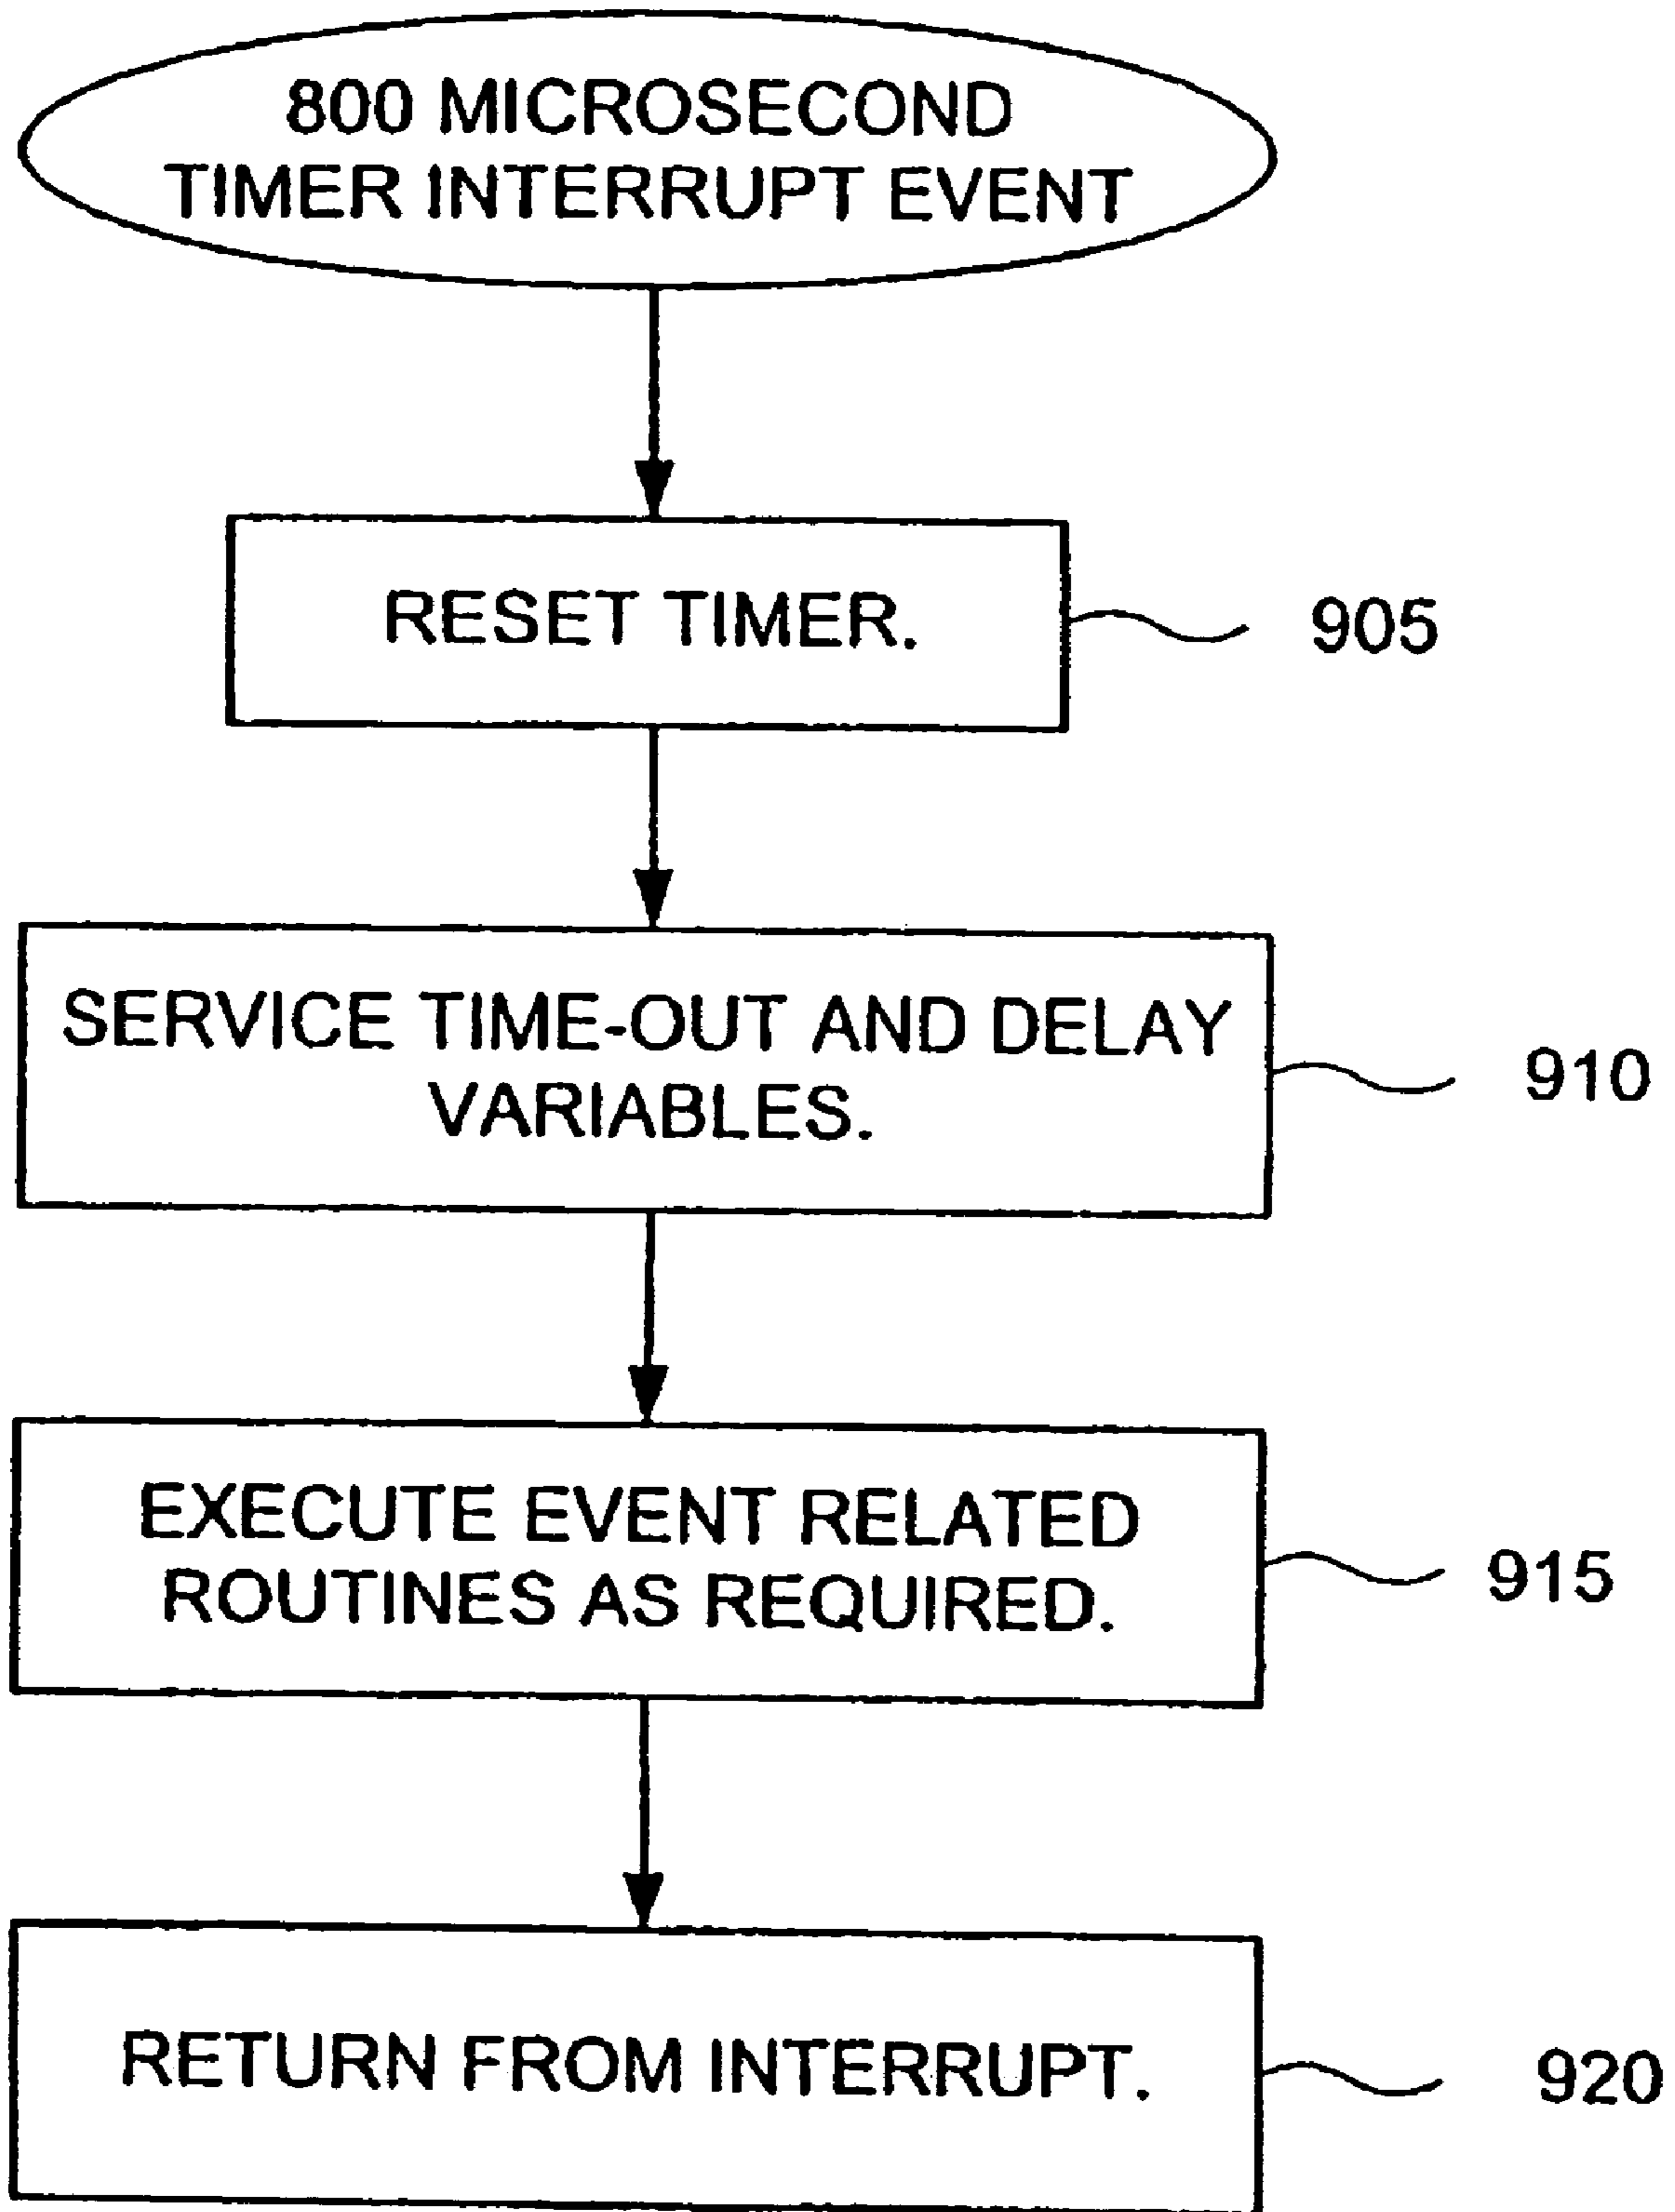 800 MICROSECOND
TIMER INTERRUPT EVENT
RESET TIMER.
905
SERVICE TIME-OUT AND DELAY
VARIABLES.
910
EXECUTE EVENT RELATED
ROUTINES AS REQUIRED.
915
RETURN FROM INTERRUPT.
920